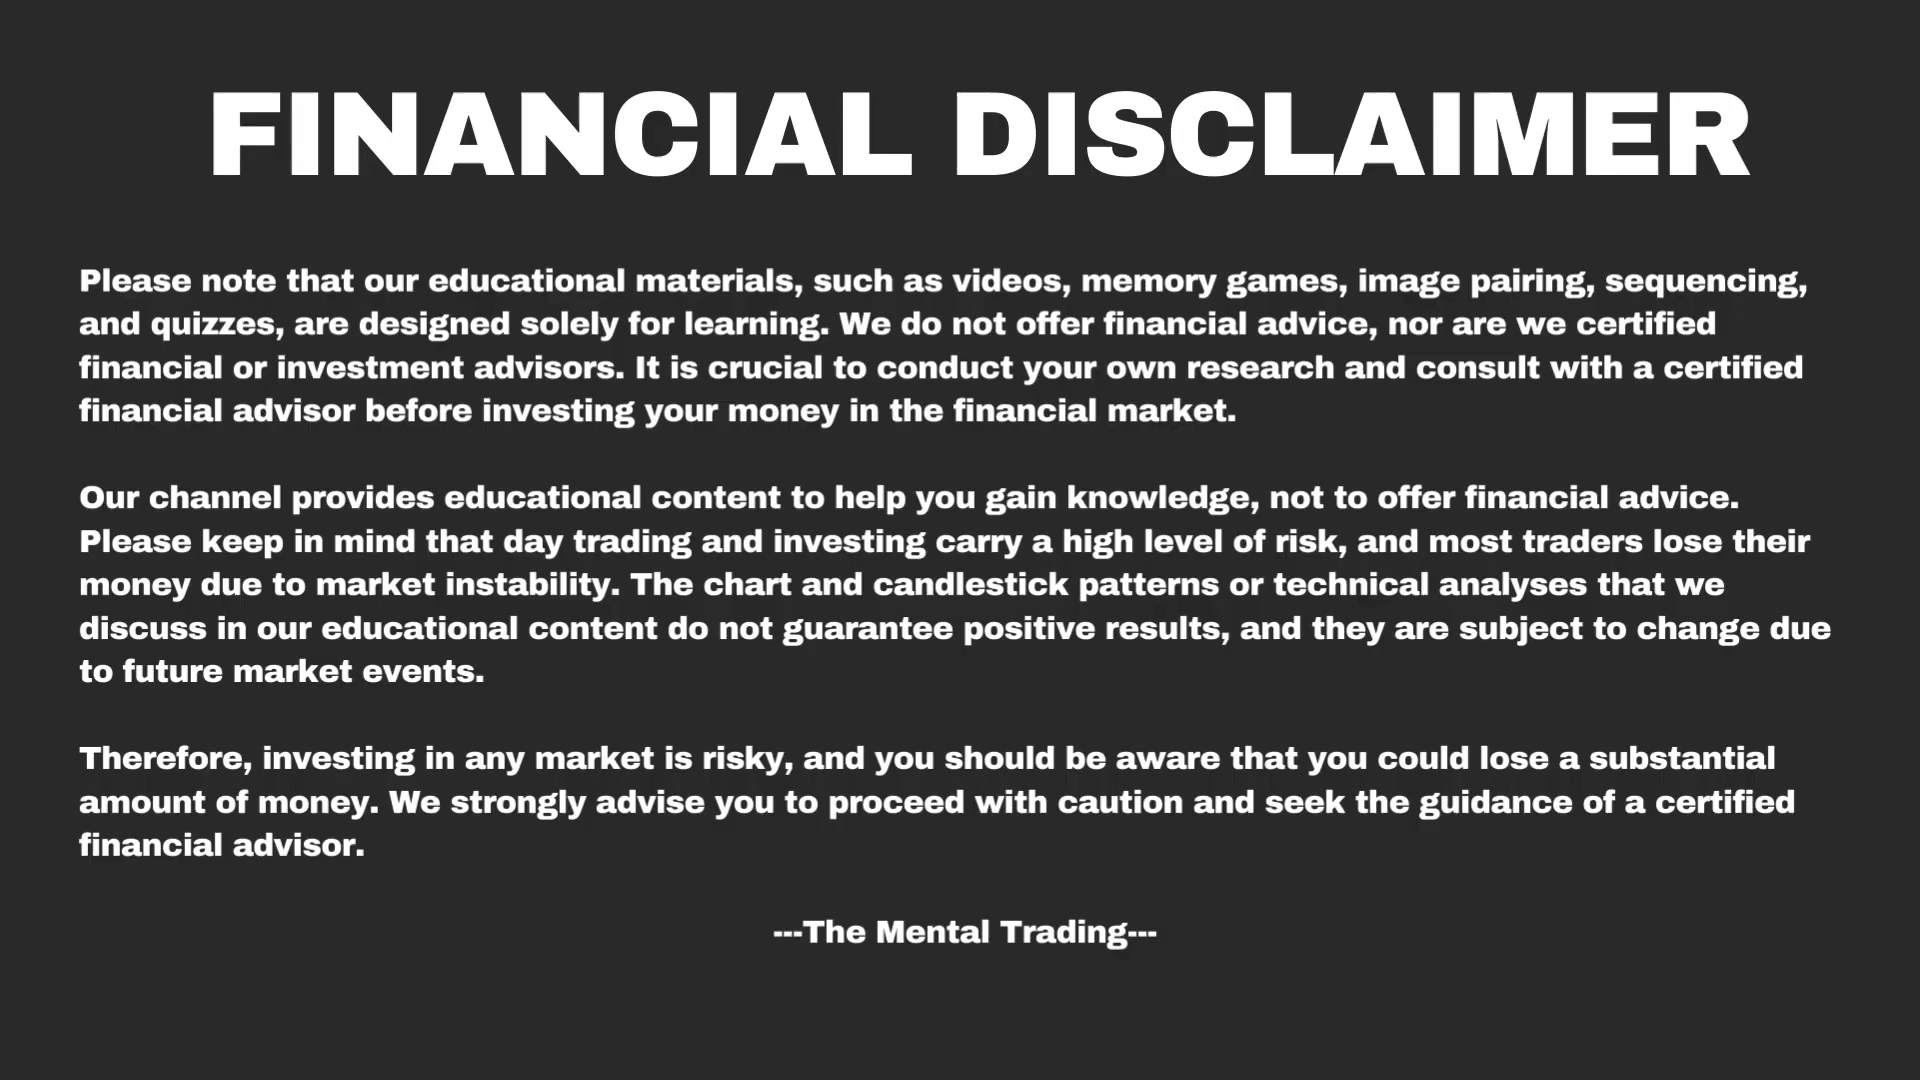 FINANCIAL DISCLAIMER
Please note that our educational materials, such as videos, memory games, image pairing, sequencing,
and quizzes, are designed solely for learning. We do not offer financial advice, nor are we certified
financial or investment advisors. It is crucial to conduct your own research and consult with a certified
financial advisor before investing your money in the financial market.
Our channel provides educational content to help you gain knowledge, not to offer financial advice.
Please keep in mind that day trading and investing carry a high level of risk, and most traders lose their
money due to market instability. The chart and candlestick patterns or technical analyses that we
discuss in our educational content do not guarantee positive results, and they are subject to change due
to future market events.
Therefore, investing in any market is risky, and you should be aware that you could lose a substantial
amount of money. We strongly advise you to proceed with caution and seek the guidance of a certified
financial advisor.
---The Mental Trading---